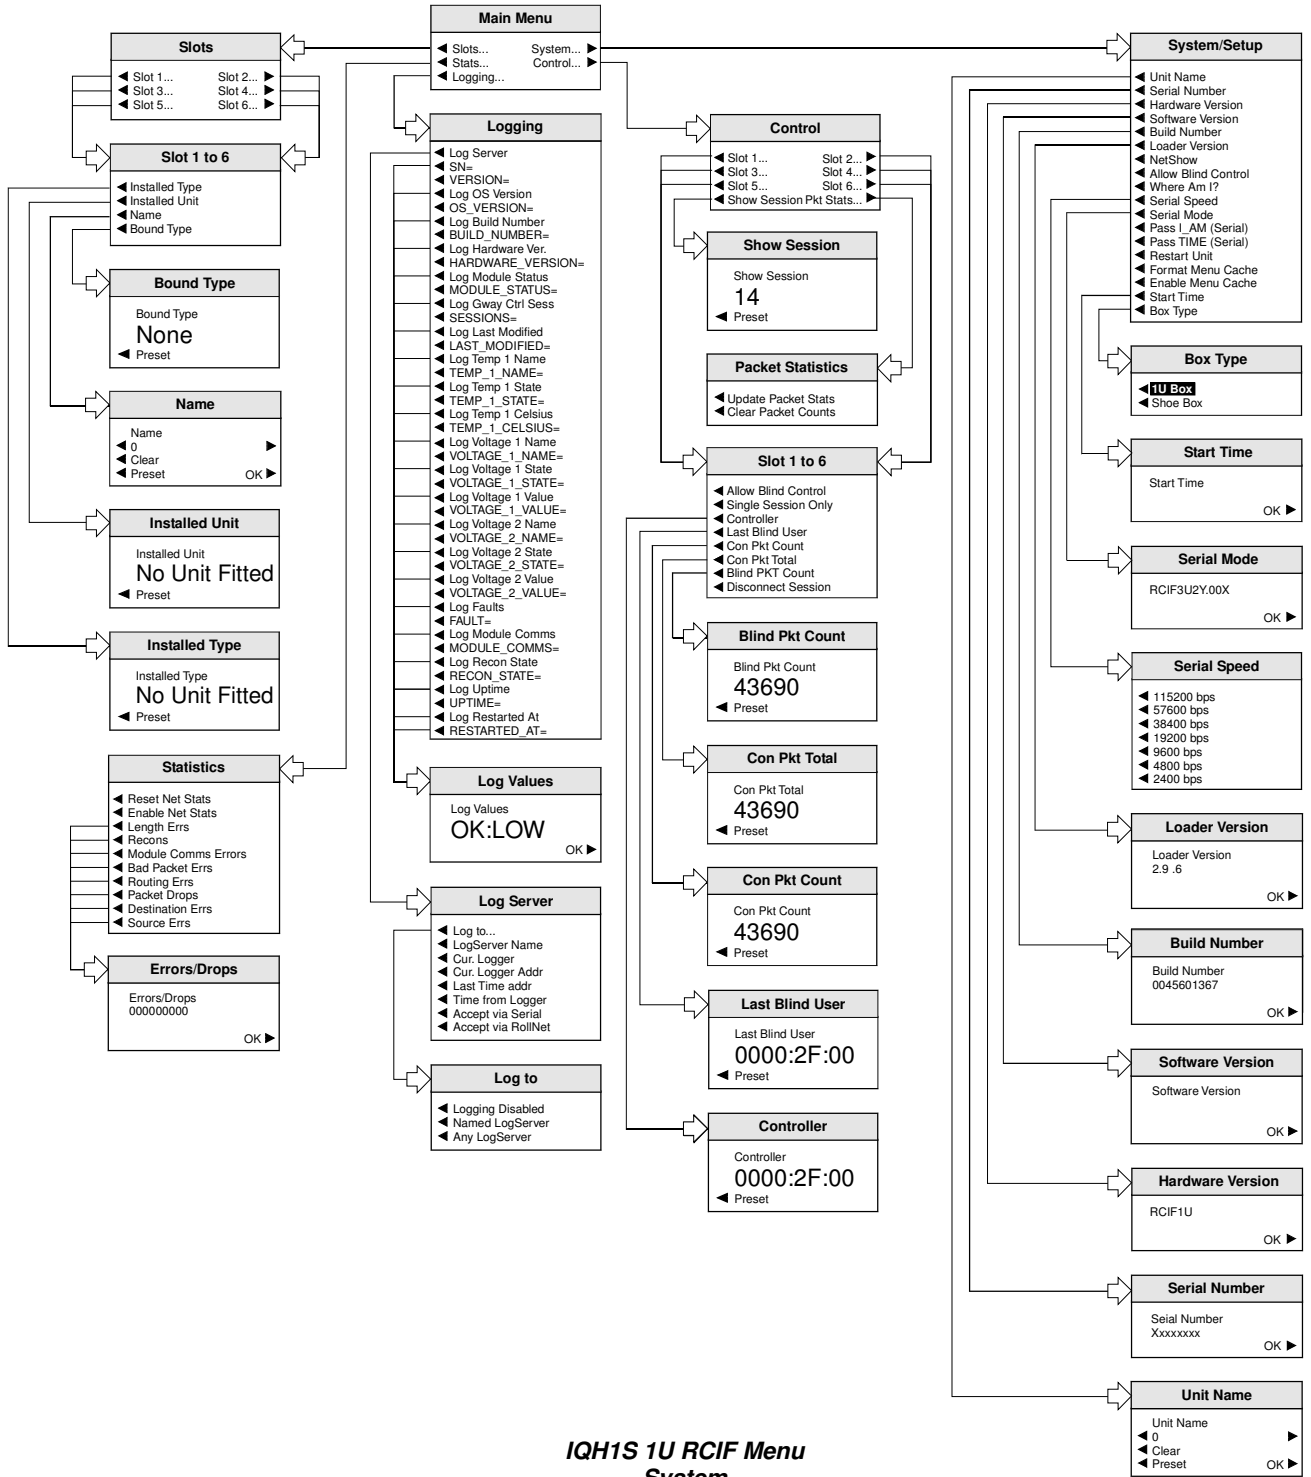 Main Menu
Slots... System...
Stats... Control...
Logging...
Slots
Slot 1... Slot 2...
Slot 3... Slot 4...
Slot 5... Slot 6...
Slot 1 to 6
Installed Type
Installed Unit
Name
Bound Type
Bound Type
Bound Type
None
Preset
Name
Name
0
Clear
Preset OK
Installed Unit
Installed Unit
No Unit Fitted
Preset
Installed Type
Installed Type
No Unit Fitted
Preset
Statistics
Reset Net Stats
Enable Net Stats
Length Errs
Recons
Module Comms Errors
Bad Packet Errs
Routing Errs
Packet Drops
Destination Errs
Source Errs
Errors/Drops
Errors/Drops
000000000
OK
Logging
Log Server
SN=
VERSION=
Log OS Version
OS_VERSION=
Log Build Number
BUILD_NUMBER=
Log Hardware Ver.
HARDWARE_VERSION=
Log Module Status
MODULE_STATUS=
Log Gway Ctrl Sess
SESSIONS=
Log Last Modified
LAST_MODIFIED=
Log Temp 1 Name
TEMP_1_NAME=
Log Temp 1 State
TEMP_1_STATE=
Log Temp 1 Celsius
TEMP_1_CELSIUS=
Log Voltage 1 Name
VOLTAGE_1_NAME=
Log Voltage 1 State
VOLTAGE_1_STATE=
Log Voltage 1 Value
VOLTAGE_1_VALUE=
Log Voltage 2 Name
VOLTAGE_2_NAME=
Log Voltage 2 State
VOLTAGE_2_STATE=
Log Voltage 2 Value
VOLTAGE_2_VALUE=
Log Faults
FAULT=
Log Module Comms
MODULE_COMMS=
Log Recon State
RECON_STATE=
Log Uptime
UPTIME=
Log Restarted At
RESTARTED_AT=
Log Values
Log Values
OK:LOW
OK
Log Server
Log to...
LogServer Name
Cur. Logger
Cur. Logger Addr
Last Time addr
Time from Logger
Accept via Serial
Accept via RollNet
Log to
Logging Disabled
Named LogServer
Any LogServer
Control
Slot 1... Slot 2...
Slot 3... Slot 4...
Slot 5... Slot 6...
Show Session Pkt Stats...
Show Session
Show Session
14
Preset
Packet Statistics
Update Packet Stats
Clear Packet Counts
Slot 1 to 6
Allow Blind Control
Single Session Only
Controller
Last Blind User
Con Pkt Count
Con Pkt Total
Blind PKT Count
Disconnect Session
Blind Pkt Count
Blind Pkt Count
43690
Preset
Con Pkt Total
Con Pkt Total
43690
Preset
Con Pkt Count
Con Pkt Count
43690
Preset
Last Blind User
Last Blind User
0000:2F:00
Preset
Controller
Controller
0000:2F:00
Preset
System/Setup
Unit Name
Serial Number
Hardware Version
Software Version
Build Number
Loader Version
NetShow
Allow Blind Control
Where Am I?
Serial Speed
Serial Mode
Pass I_AM (Serial)
Pass TIME (Serial)
Restart Unit
Format Menu Cache
Enable Menu Cache
Start Time
Box Type
Box Type
1U Box
Shoe Box
Start Time
Start Time
OK
Serial Mode
RCIF3U2Y.00X
OK
Serial Speed
115200 bps
57600 bps
38400 bps
19200 bps
9600 bps
4800 bps
2400 bps
Loader Version
Loader Version
2.9 .6
OK
Build Number
Build Number
0045601367
OK
Software Version
Software Version
OK
Hardware Version
RCIF1U
OK
Serial Number
Seial Number
Xxxxxxxx
OK
Unit Name
Unit Name
0
Clear
Preset OK
IQH1S 1U RCIF Menu
System